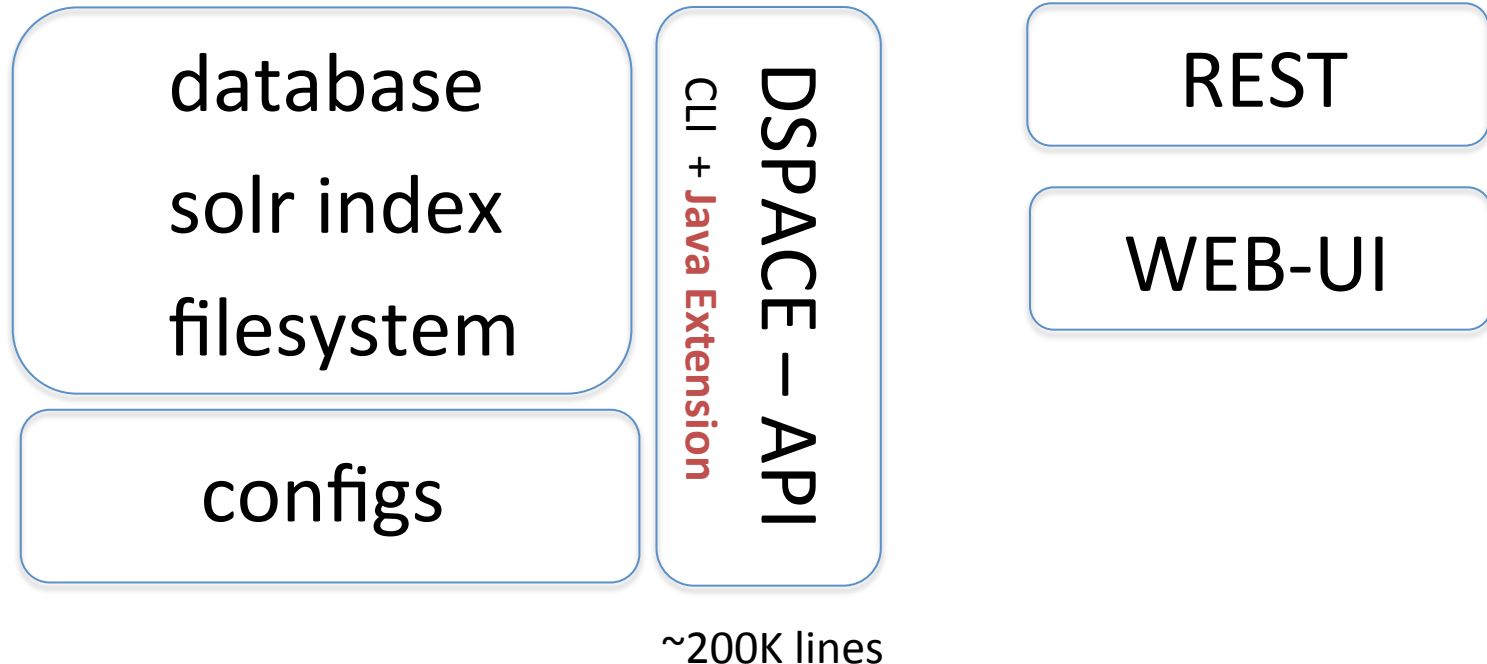 database
solr index
filesystem
configs
DSPACE – API
CLI + Java Extension
~200K lines
REST
WEB-UI